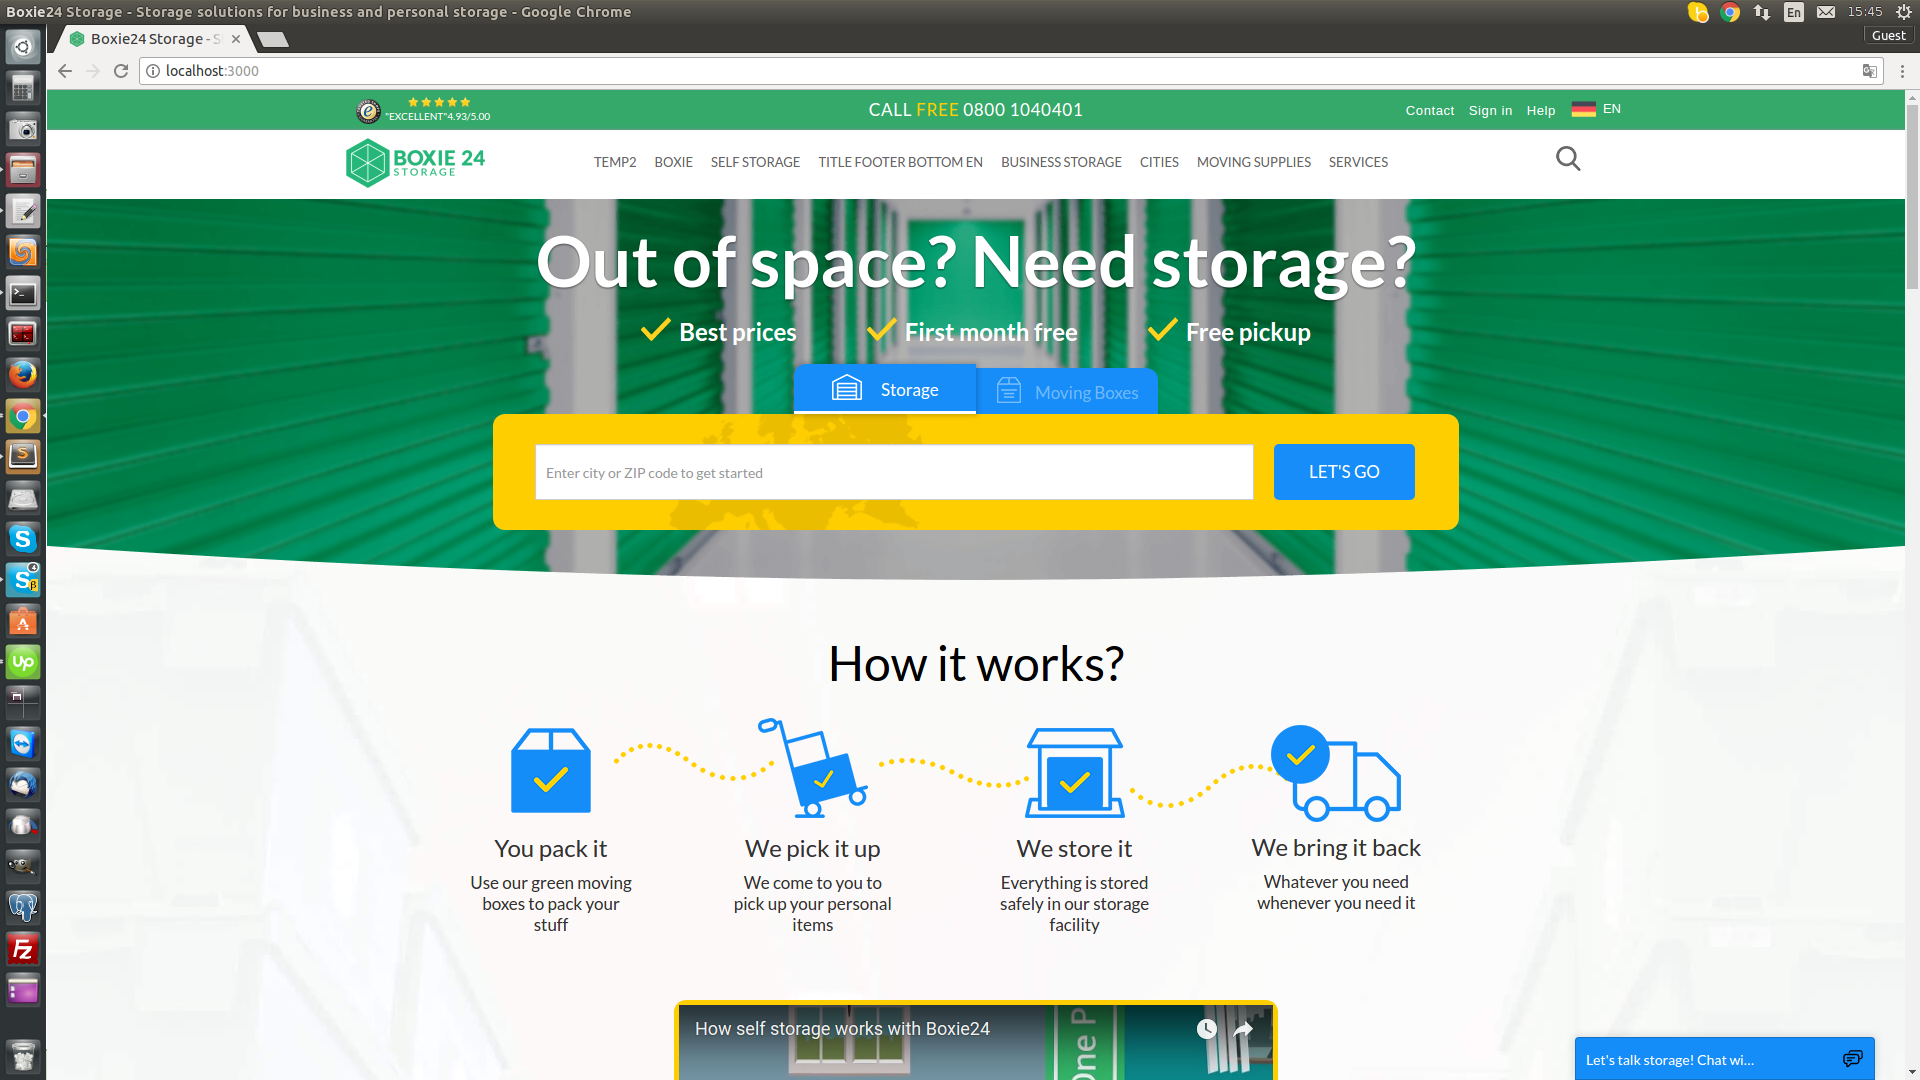 Boxie24 Storage - Storage solutions for business and personal storage - Google Chrome
En
15:45
Boxie24 Storage - S
Guest
localhost:3000
e
"EXCELLENT"4.93/5.00
CALL FREE 0800 1040401
Contact Sign in Help EN
BOXIE 24
STORAGE
TEMP2 BOXIE SELF STORAGE TITLE FOOTER BOTTOM EN BUSINESS STORAGE CITIES MOVING SUPPLIES SERVICES
Out of space? Need storage?
Best prices First month free Free pickup
Storage Moving Boxes
Enter city or ZIP code to get started
LET'S GO
How it works?
You pack it
Use our green moving
boxes to pack your
stuff
We pick it up
We come to you to
pick up your personal
items
We store it
Everything is stored
safely in our storage
facility
We bring it back
Whatever you need
whenever you need it
How self storage works with Boxie24
One P
Let's talk storage! Chat wi...
S
S
4
β
A
Up
Fz